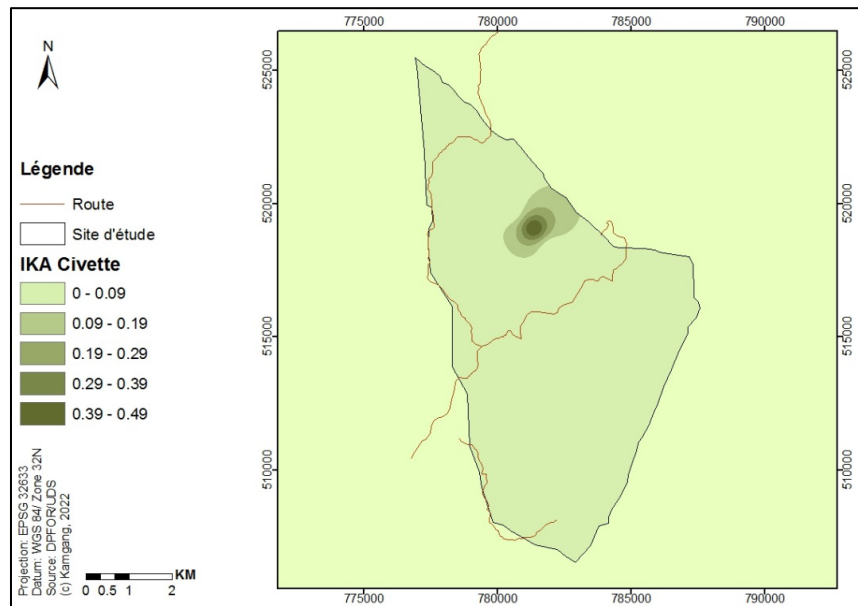 775000 780000 785000 790000
N
525000 525000
520000 520000
515000 515000
510000 510000
Légende
Route
Site d'étude
IKA Civette
0 - 0.09
0.09 - 0.19
0.19 - 0.29
0.29 - 0.39
0.39 - 0.49
Projection: EPSG 32633
Datum: WGS 84/ Zone 32N
Source: DPFOR/UDS
(c) Kamgang, 2022
KM
0 0.5 1 2
775000 780000 785000 790000